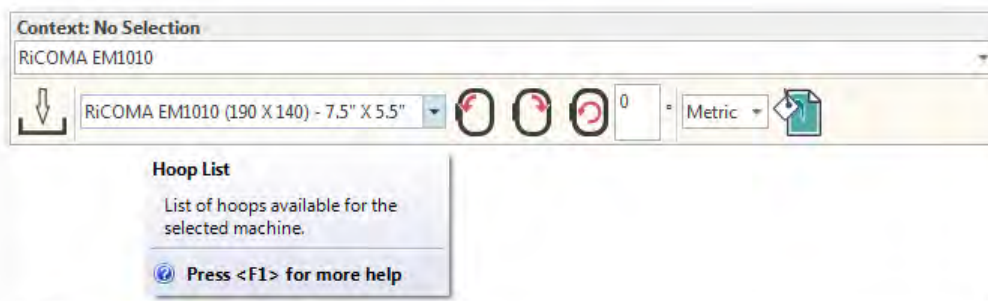 Context: No Selection
RiCOMA EM1010
RiCOMA EM1010 (190 X 140) - 7.5" X 5.5" 0 ° Metric
Hoop List
List of hoops available for the
selected machine.
Press <F1> for more help